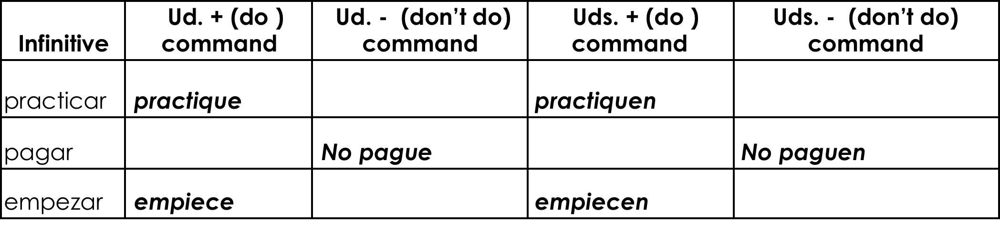 Infinitive
Ud. + (do )
command
Ud. -  (don’t do)
command
Uds. + (do )
command
Uds. -  (don’t do)
command
practicar
practique
practiquen
pagar
No pague
No paguen
empezar
empiece
empiecen